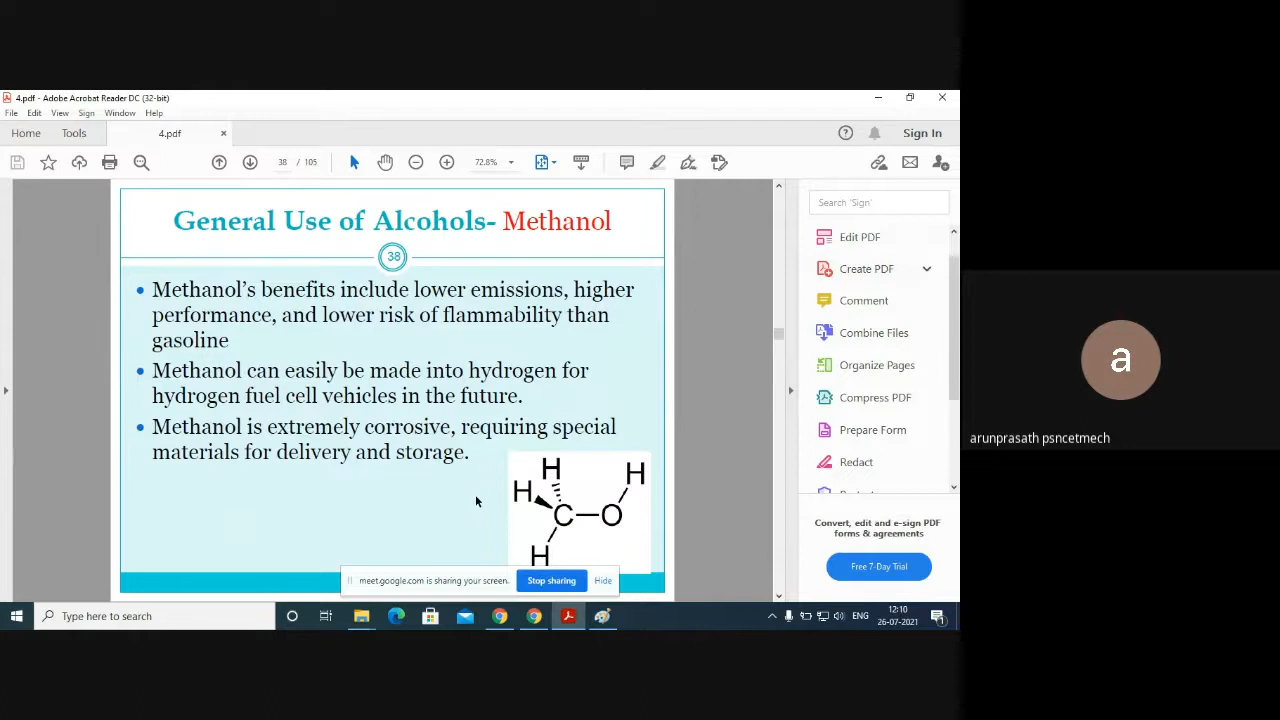 4.pdf - Adobe Acrobat Reader DC (32-bit)
File Edit View Sign Window Help
Home Tools 4.pdf × Sign In
38 / 105 72.8%
General Use of Alcohols- Methanol
38
• Methanol’s benefits include lower emissions, higher
performance, and lower risk of flammability than
gasoline
• Methanol can easily be made into hydrogen for
hydrogen fuel cell vehicles in the future.
• Methanol is extremely corrosive, requiring special
materials for delivery and storage.
H H
H
C O
H
Search 'Sign'
Edit PDF
Create PDF
Comment
Combine Files
Organize Pages
Compress PDF
Prepare Form
Redact
Convert, edit and e-sign PDF
forms & agreements
Free 7-Day Trial
meet.google.com is sharing your screen. Stop sharing Hide
Type here to search
ENG
12:10
26-07-2021
1
a
arunprasath psncetmech